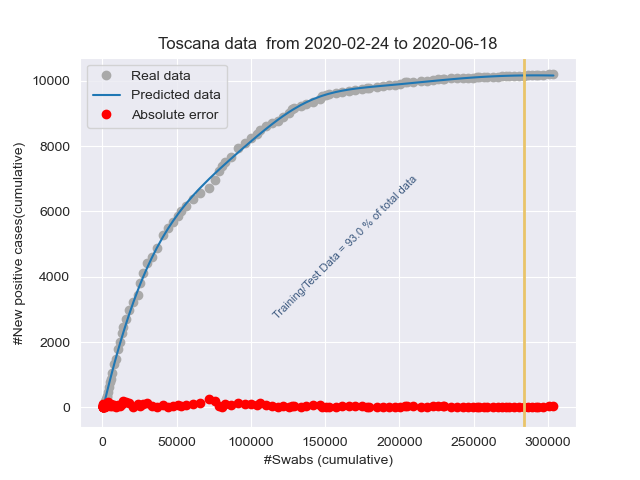 Toscana data  from 2020-02-24 to 2020-06-18
Real data
Predicted data
Absolute error
#New positive cases(cumulative)
10000
8000
6000
4000
2000
0
Training/Test Data = 93.0 % of total data
0
50000
100000
150000
200000
250000
300000
#Swabs (cumulative)